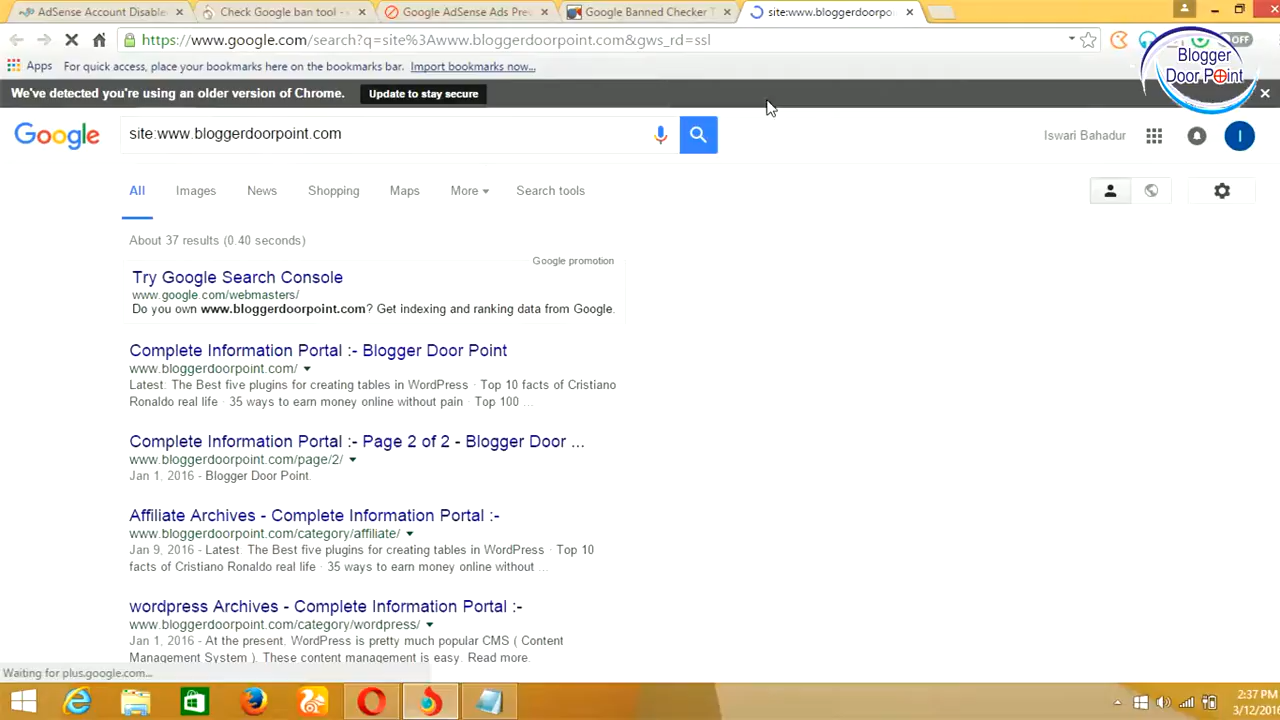 AdSense Account Disable
Check Google ban tool -
Google AdSense Ads Prev
Google Banned Checker T
site:www.bloggerdoorpo
https://www.google.com/search?q=site%3Awww.bloggerdoorpoint.com&gws_rd=ssl
OFF
Apps
For quick access, place your bookmarks here on the bookmarks bar.
Import bookmarks now...
Blogger
Door Point
We've detected you're using an older version of Chrome.
Update to stay secure
Google
site:www.bloggerdoorpoint.com
Iswari Bahadur
I
All
Images
News
Shopping
Maps
More
Search tools
About 37 results (0.40 seconds)
Google promotion
Try Google Search Console
www.google.com/webmasters/
Do you own www.bloggerdoorpoint.com? Get indexing and ranking data from Google.
Complete Information Portal :- Blogger Door Point
www.bloggerdoorpoint.com/
Latest. The Best five plugins for creating tables in WordPress · Top 10 facts of Cristiano
Ronaldo real life · 35 ways to earn money online without pain · Top 100 ...
Complete Information Portal :- Page 2 of 2 - Blogger Door ...
www.bloggerdoorpoint.com/page/2/
Jan 1, 2016 - Blogger Door Point.
Affiliate Archives - Complete Information Portal :-
www.bloggerdoorpoint.com/category/affiliate/
Jan 9, 2016 - Latest. The Best five plugins for creating tables in WordPress · Top 10
facts of Cristiano Ronaldo real life · 35 ways to earn money online without ...
wordpress Archives - Complete Information Portal :-
www.bloggerdoorpoint.com/category/wordpress/
Jan 1, 2016 - At the present. WordPress is pretty much popular CMS ( Content
Management System ). These content management is easy. Read more.
Waiting for plus.google.com...
2:37 PM
3/12/2016